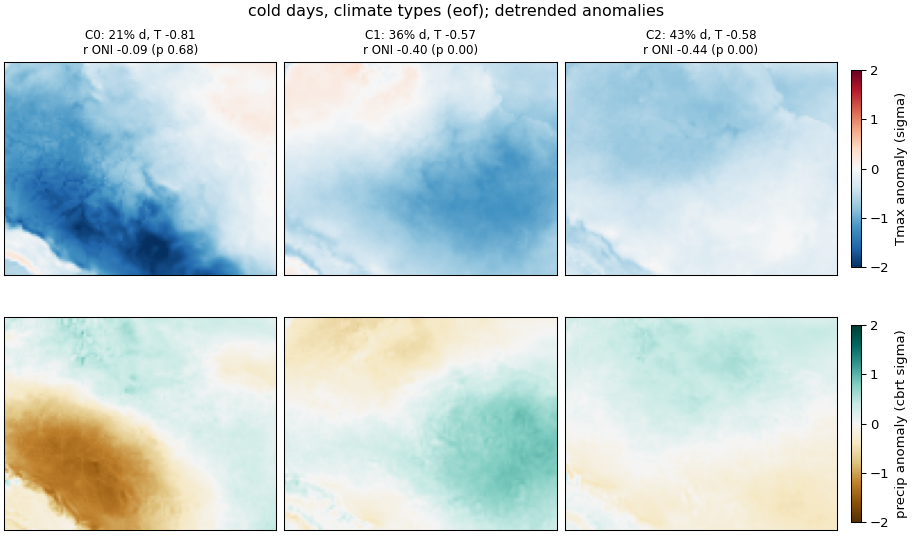 cold days, climate types (eof); detrended anomalies
C0: 21% d, T -0.81
r ONI -0.09 (p 0.68)
C1: 36% d, T -0.57
r ONI -0.40 (p 0.00)
C2: 43% d, T -0.58
r ONI -0.44 (p 0.00)
2
1
0
−1
−2
Tmax anomaly (sigma)
2
1
0
−1
−2
precip anomaly (cbrt sigma)